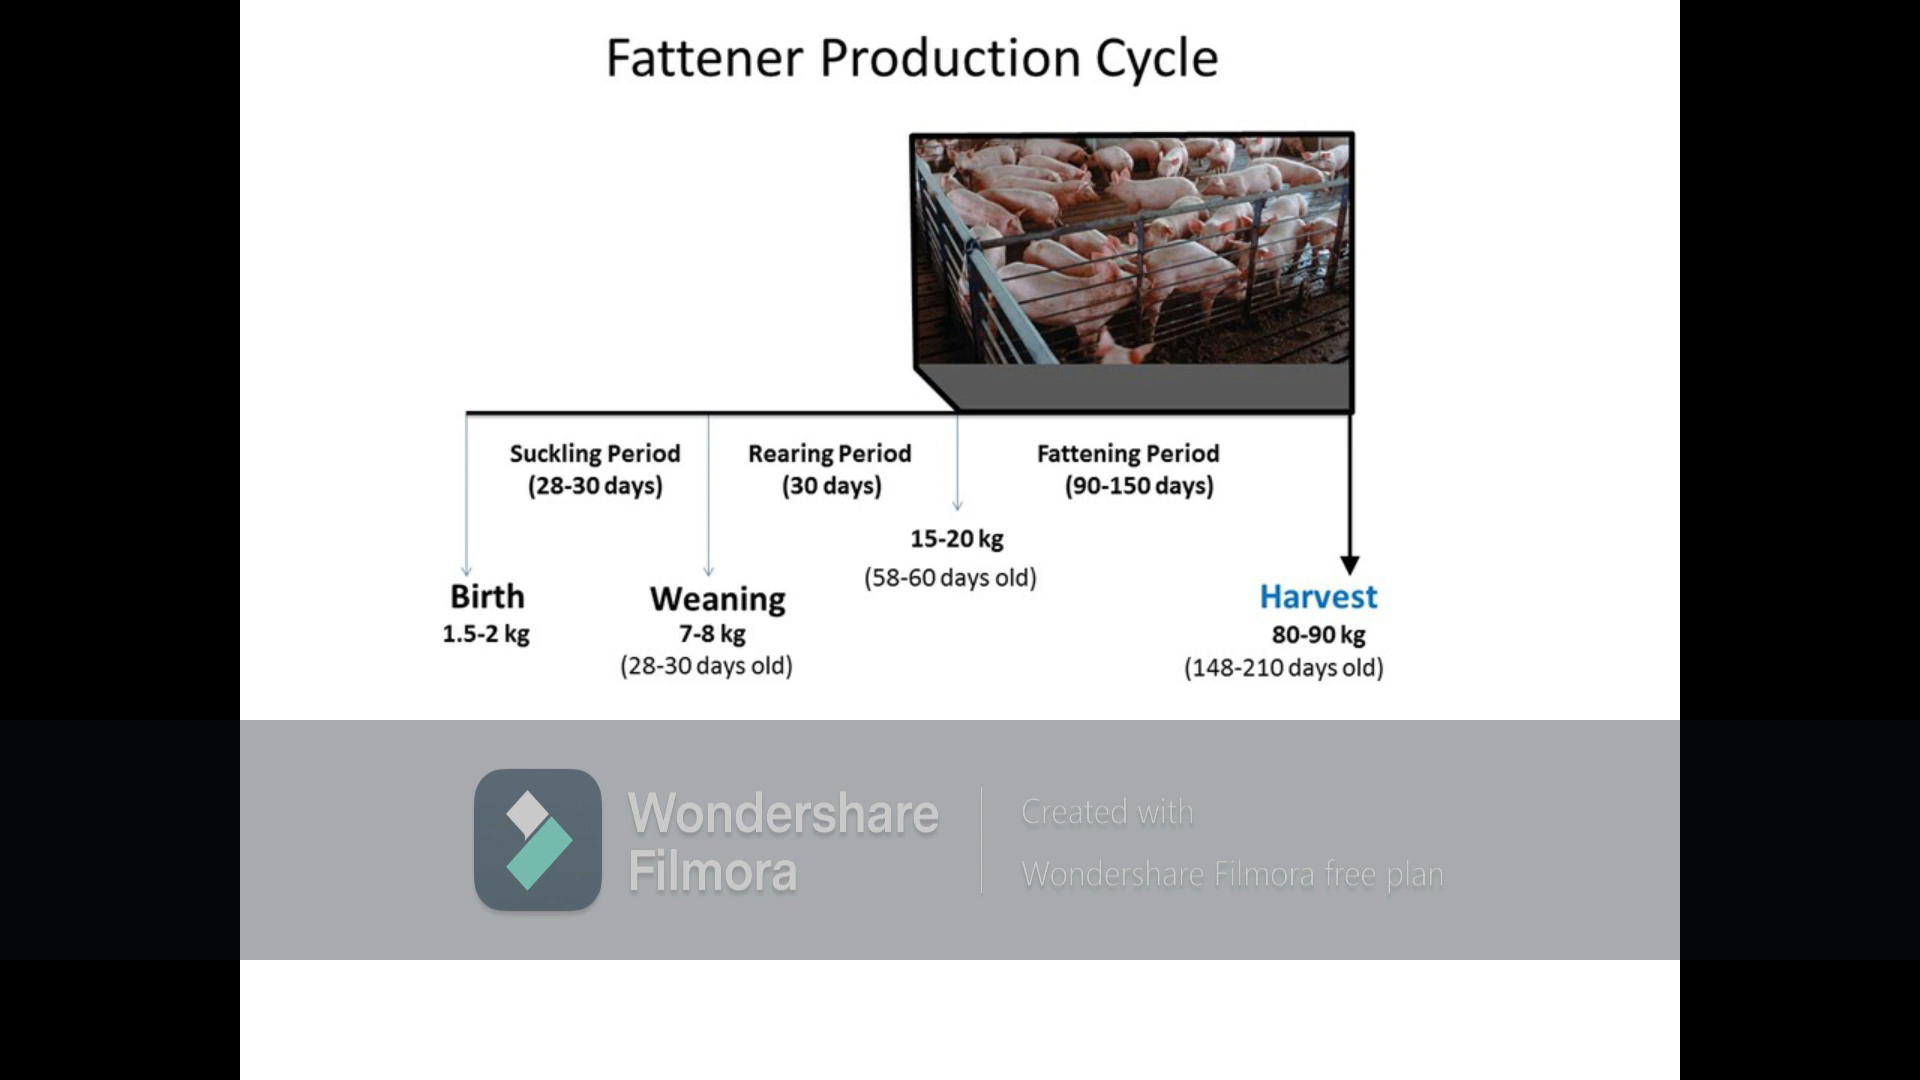 Fattener Production Cycle
Suckling Period
(28-30 days)
Rearing Period
(30 days)
Fattening Period
(90-150 days)
15-20 kg
(58-60 days old)
Birth
1.5-2 kg
Weaning
7-8 kg
(28-30 days old)
Harvest
80-90 kg
(148-210 days old)
Wondershare
Filmora
Created with
Wondershare Filmora free plan